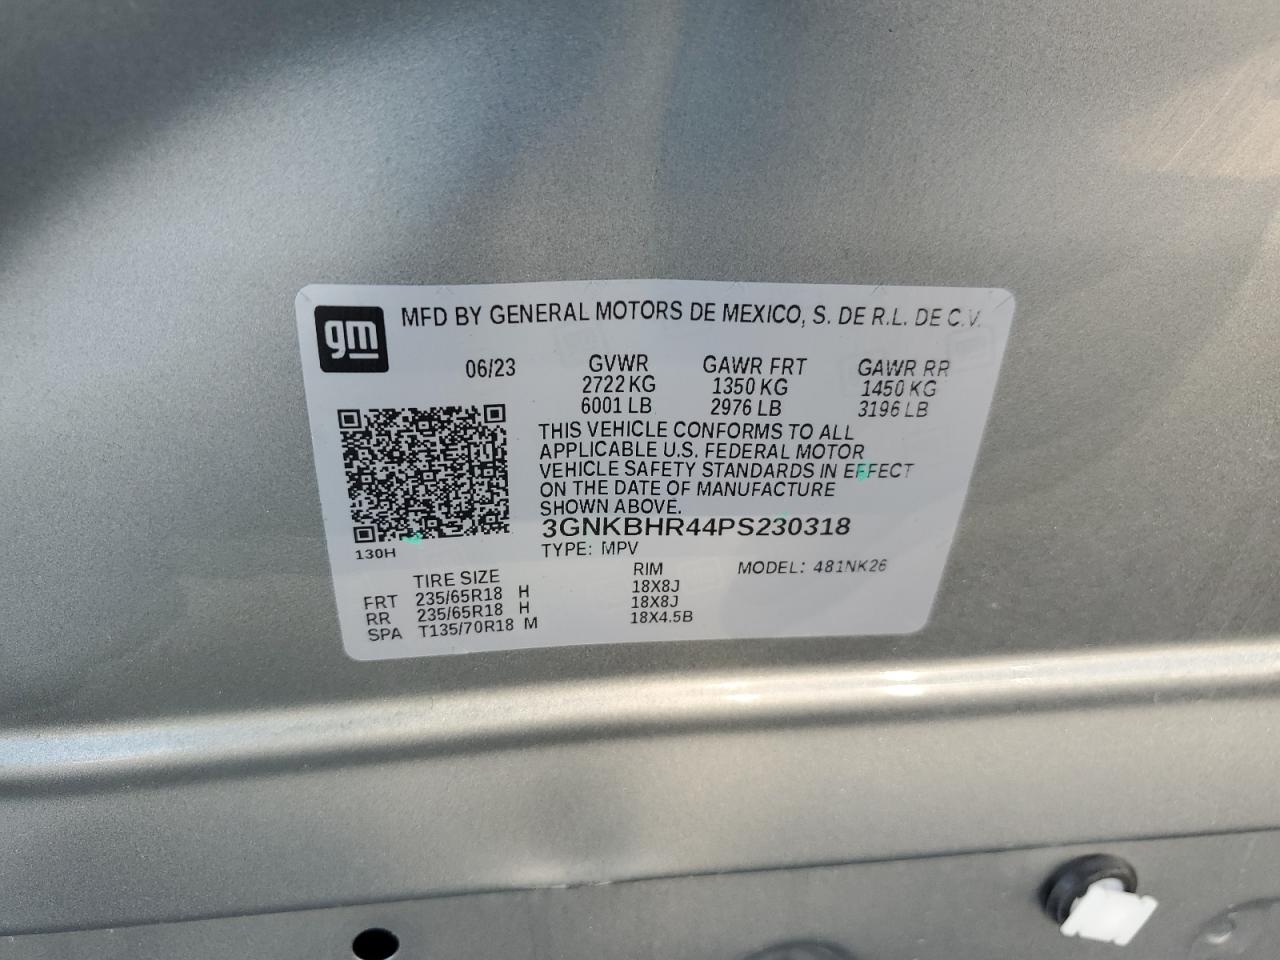 gm
MFD BY GENERAL MOTORS DE MEXICO, S. DE R.L. DE C.V.
06/23 GVWR GAWR FRT GAWR RR
2722 KG 1350 KG 1450 KG
6001 LB 2976 LB 3196 LB
THIS VEHICLE CONFORMS TO ALL
APPLICABLE U.S. FEDERAL MOTOR
VEHICLE SAFETY STANDARDS IN EFFECT
ON THE DATE OF MANUFACTURE
SHOWN ABOVE.
3GNKBHR44PS230318
130H
TYPE: MPV MODEL: 481NK26
TIRE SIZE RIM
FRT 235/65R18 H 18X8J
RR 235/65R18 H 18X8J
SPA T135/70R18 M 18X4.5B